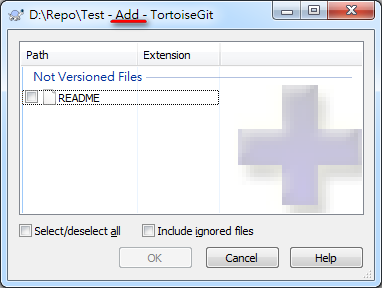 D:\Repo\Test - Add - TortoiseGit
Path Extension
Not Versioned Files
README
Select/deselect all Include ignored files
OK Cancel Help